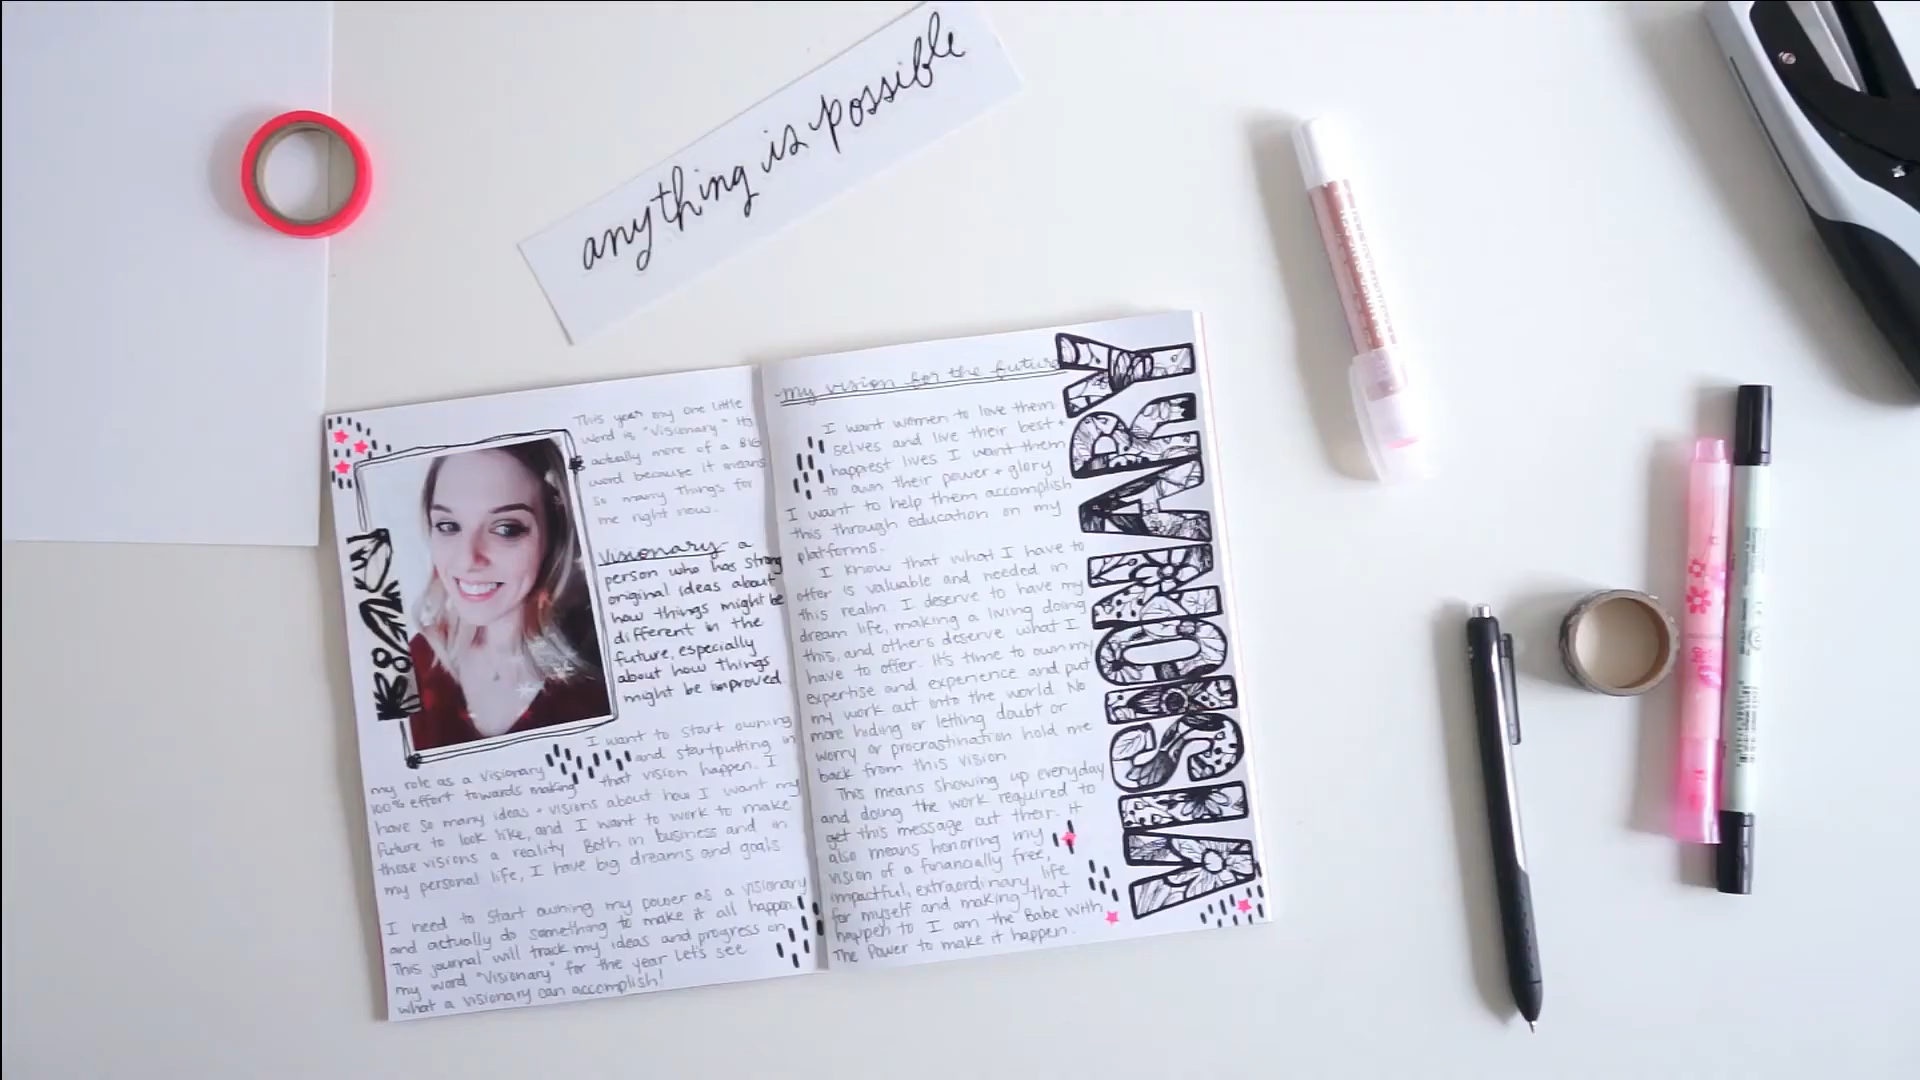 anything is possible
This year my one little
word is "Visionary." It's
actually more of a BIG
word because it means
so many things for
me right now.
Visionary - a
person who has strong
original ideas about
how things might be
different in the
future, especially
about how things
might be improved.
I want to start owning
my role as a visionary and start putting in
100% effort towards making that vision happen. I
have so many ideas + visions about how I want my
future to look like, and I want to work to make
those visions a reality. Both in business and in
my personal life, I have big dreams and goals
I need to start owning my power as a visionary
and actually do something to make it all happen.
This journal will track my ideas and progress on
my word "Visionary" for the year. Let's see
what a visionary can accomplish!
my vision for the future
I want women to love them-
selves and live their best +
happiest lives. I want them
to own their power + glory
I want to help them accomplish
this through education on my
platforms.
I know that what I have to
offer is valuable and needed in
this realm. I deserve to have my
dream life, making a living doing
this, and others deserve what I
have to offer. It's time to own my
expertise and experience and put
my work out into the world. No
more hiding or letting doubt or
worry or procrastination hold me
back from this vision
This means showing up everyday
and doing the work required to
get this message out their. It
also means honoring my
vision of a financially free,
impactful, extraordinary, life
for myself and making that
happen to. I am the Babe with
The Power to make it happen.
VISIONARY